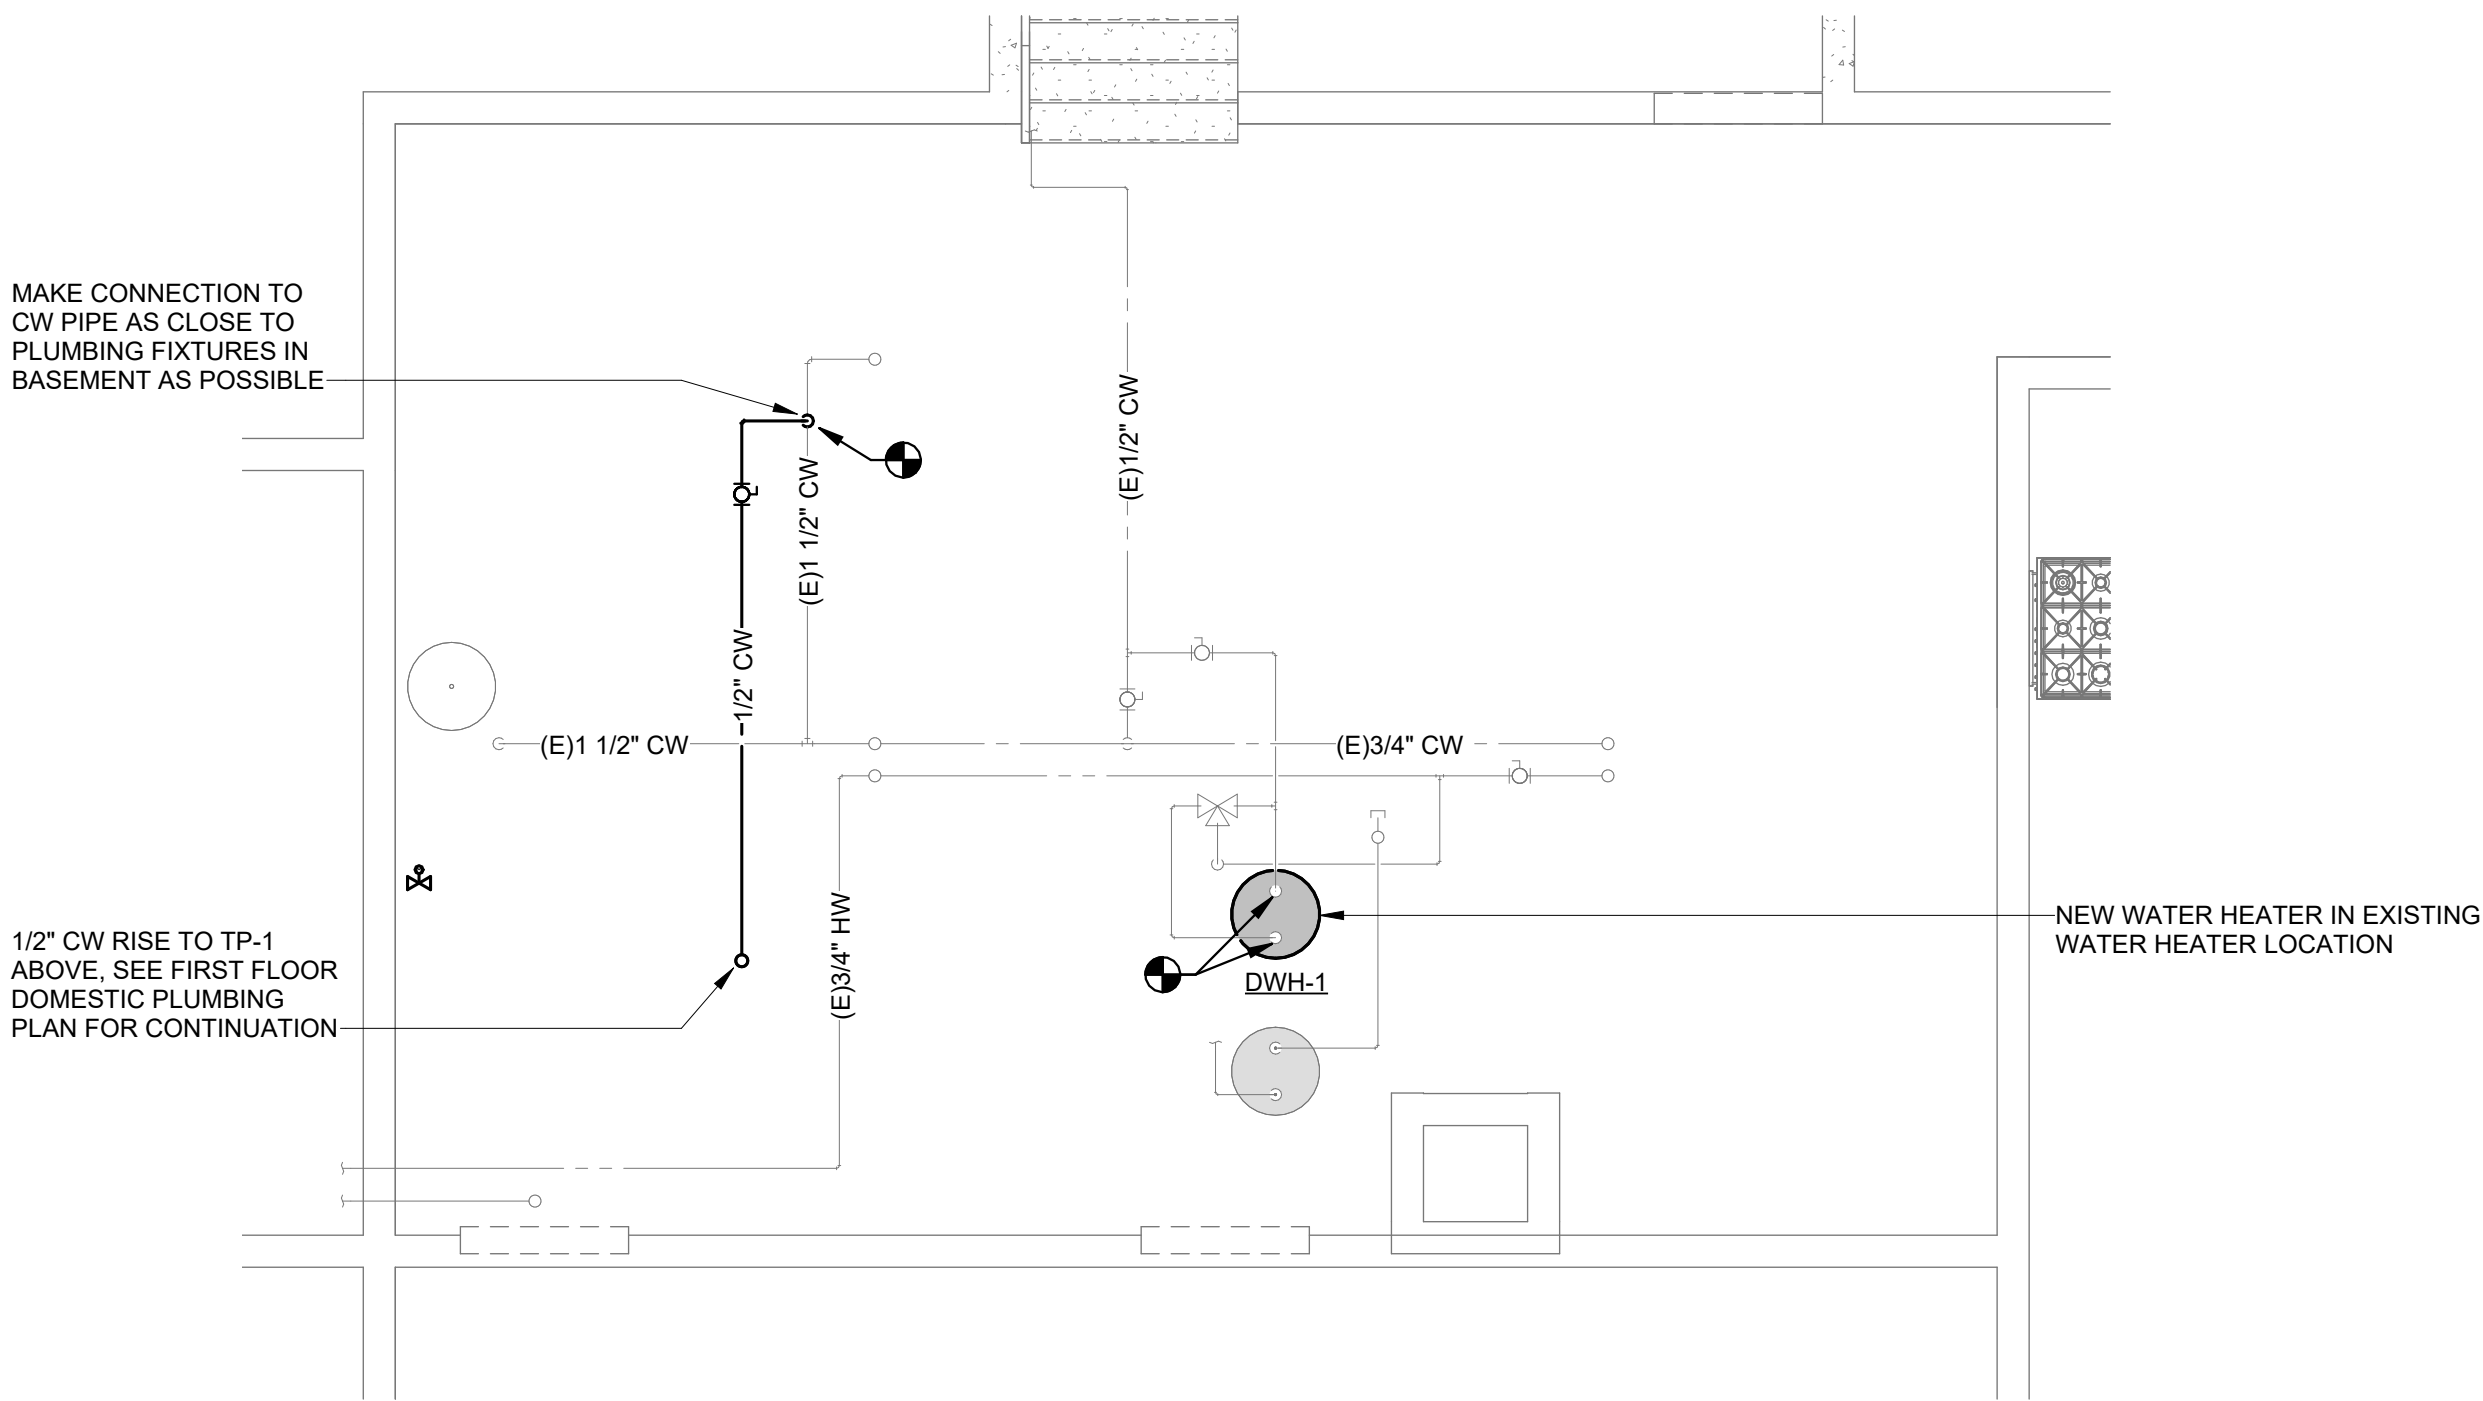 MAKE CONNECTION TO
CW PIPE AS CLOSE TO
PLUMBING FIXTURES IN
BASEMENT AS POSSIBLE
(E)1/2" CW
(E)1 1/2" CW
1/2" CW
(E)1 1/2" CW
(E)3/4" CW
(E)3/4" HW
1/2" CW RISE TO TP-1
ABOVE, SEE FIRST FLOOR
DOMESTIC PLUMBING
PLAN FOR CONTINUATION
NEW WATER HEATER IN EXISTING
WATER HEATER LOCATION
DWH-1